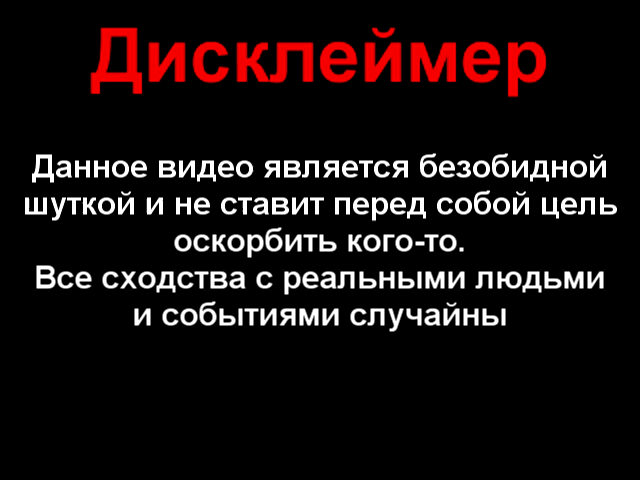 Дисклеймер
Данное видео является безобидной
шуткой и не ставит перед собой цель
оскорбить кого-то.
Все сходства с реальными людьми
и событиями случайны